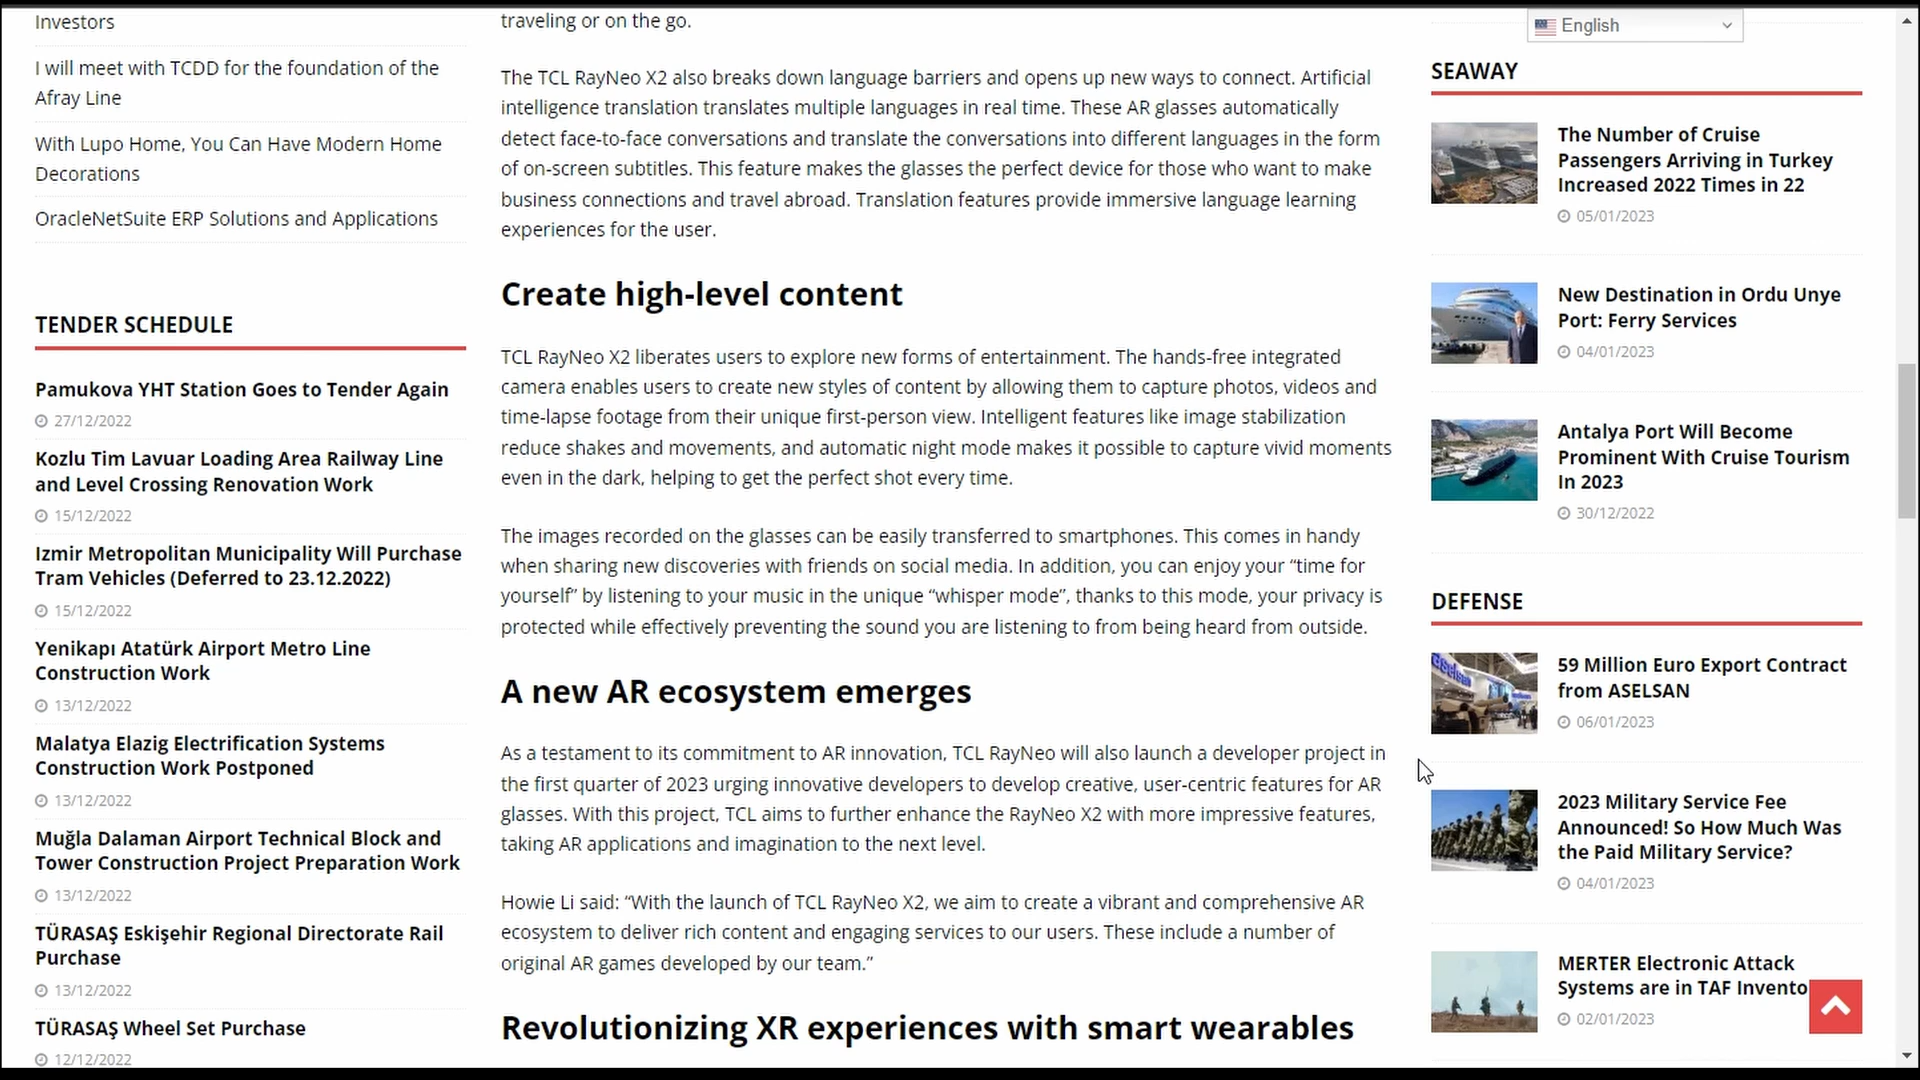 Investors
I will meet with TCDD for the foundation of the
Afray Line
With Lupo Home, You Can Have Modern Home
Decorations
OracleNetSuite ERP Solutions and Applications
TENDER SCHEDULE
Pamukova YHT Station Goes to Tender Again
27/12/2022
Kozlu Tim Lavuar Loading Area Railway Line
and Level Crossing Renovation Work
15/12/2022
Izmir Metropolitan Municipality Will Purchase
Tram Vehicles (Deferred to 23.12.2022)
15/12/2022
Yenikapı Atatürk Airport Metro Line
Construction Work
13/12/2022
Malatya Elazig Electrification Systems
Construction Work Postponed
13/12/2022
Muğla Dalaman Airport Technical Block and
Tower Construction Project Preparation Work
13/12/2022
TÜRASAŞ Eskişehir Regional Directorate Rail
Purchase
13/12/2022
TÜRASAŞ Wheel Set Purchase
12/12/2022
traveling or on the go.
The TCL RayNeo X2 also breaks down language barriers and opens up new ways to connect. Artificial
intelligence translation translates multiple languages in real time. These AR glasses automatically
detect face-to-face conversations and translate the conversations into different languages in the form
of on-screen subtitles. This feature makes the glasses the perfect device for those who want to make
business connections and travel abroad. Translation features provide immersive language learning
experiences for the user.
Create high-level content
TCL RayNeo X2 liberates users to explore new forms of entertainment. The hands-free integrated
camera enables users to create new styles of content by allowing them to capture photos, videos and
time-lapse footage from their unique first-person view. Intelligent features like image stabilization
reduce shakes and movements, and automatic night mode makes it possible to capture vivid moments
even in the dark, helping to get the perfect shot every time.
The images recorded on the glasses can be easily transferred to smartphones. This comes in handy
when sharing new discoveries with friends on social media. In addition, you can enjoy your “time for
yourself” by listening to your music in the unique “whisper mode”, thanks to this mode, your privacy is
protected while effectively preventing the sound you are listening to from being heard from outside.
A new AR ecosystem emerges
As a testament to its commitment to AR innovation, TCL RayNeo will also launch a developer project in
the first quarter of 2023 urging innovative developers to develop creative, user-centric features for AR
glasses. With this project, TCL aims to further enhance the RayNeo X2 with more impressive features,
taking AR applications and imagination to the next level.
Howie Li said: “With the launch of TCL RayNeo X2, we aim to create a vibrant and comprehensive AR
ecosystem to deliver rich content and engaging services to our users. These include a number of
original AR games developed by our team.”
Revolutionizing XR experiences with smart wearables
English
SEAWAY
The Number of Cruise
Passengers Arriving in Turkey
Increased 2022 Times in 22
05/01/2023
New Destination in Ordu Unye
Port: Ferry Services
04/01/2023
Antalya Port Will Become
Prominent With Cruise Tourism
In 2023
30/12/2022
DEFENSE
59 Million Euro Export Contract
from ASELSAN
06/01/2023
2023 Military Service Fee
Announced! So How Much Was
the Paid Military Service?
04/01/2023
MERTER Electronic Attack
Systems are in TAF Invento
02/01/2023